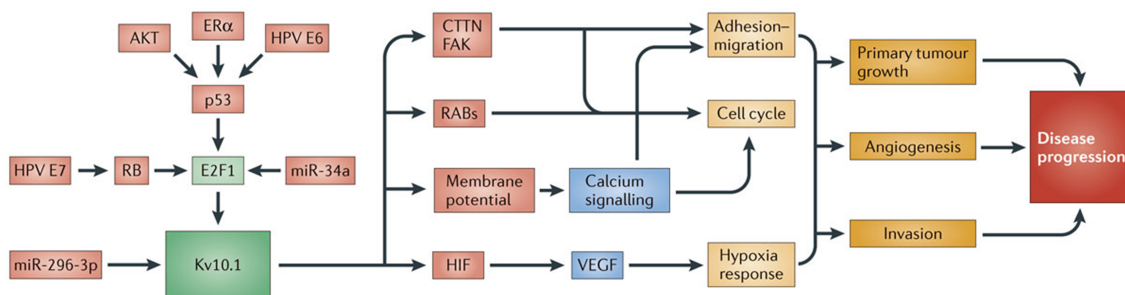 ERα
AKT
HPV E6
p53
HPV E7
RB
E2F1
miR-34a
miR-296-3p
Kv10.1
CTTN
FAK
RABs
Membrane
potential
Calcium
signalling
HIF
VEGF
Adhesion–
migration
Cell cycle
Hypoxia
response
Primary tumour
growth
Angiogenesis
Invasion
Disease
progression